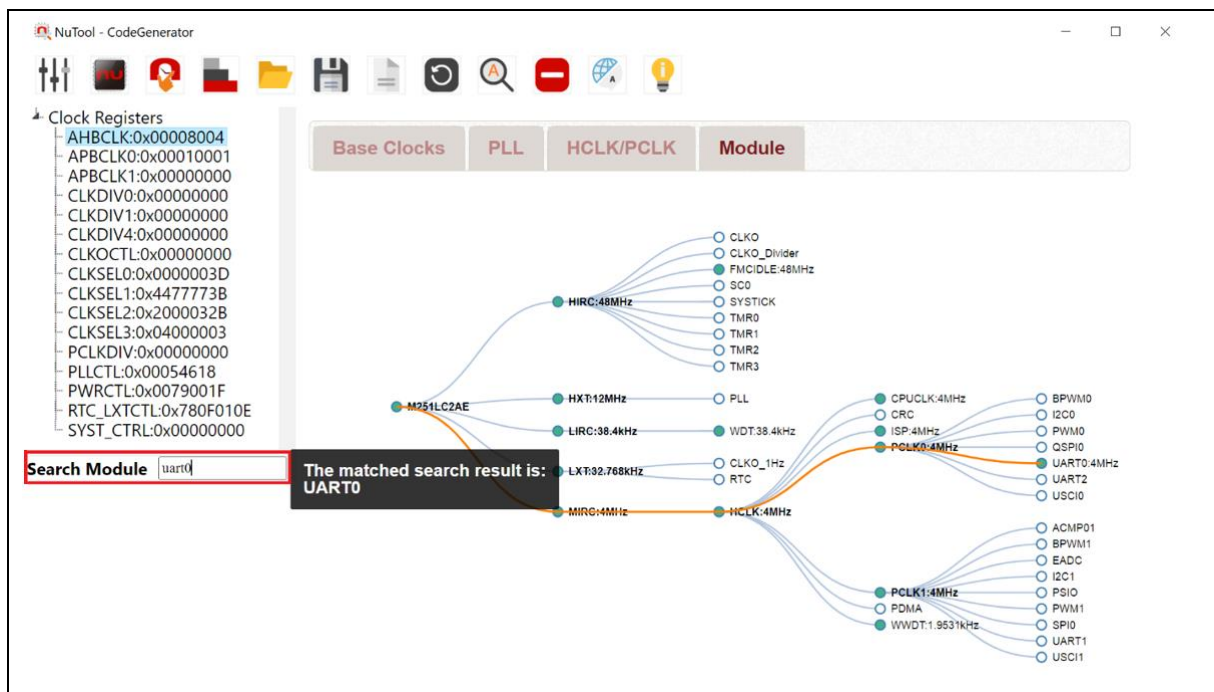 NuTool - CodeGenerator
Clock Registers
AHBCLK:0x00008004
APBCLK0:0x00010001
APBCLK1:0x00000000
CLKDIV0:0x00000000
CLKDIV1:0x00000000
CLKDIV4:0x00000000
CLKOCTL:0x00000000
CLKSEL0:0x0000003D
CLKSEL1:0x4477773B
CLKSEL2:0x2000032B
CLKSEL3:0x04000003
PCLKDIV:0x00000000
PLLCTL:0x00054618
PWRCTL:0x0079001F
RTC_LXTCTL:0x780F010E
SYST_CTRL:0x00000000
Search Module uart0
The matched search result is:
UART0
Base Clocks PLL HCLK/PCLK Module
M251LC2AE
HIRC:48MHz
HXT:12MHz
LIRC:38.4kHz
LXT:32.768kHz
MIRC:4MHz
CLKO
CLKO_Divider
FMCIDLE:48MHz
SC0
SYSTICK
TMR0
TMR1
TMR2
TMR3
PLL
WDT:38.4kHz
CLKO_1Hz
RTC
HCLK:4MHz
CPUCLK:4MHz
CRC
ISP:4MHz
PCLK0:4MHz
PCLK1:4MHz
PDMA
WWDT:1.9531kHz
BPWM0
I2C0
PWM0
QSPI0
UART0:4MHz
UART2
USCI0
ACMP01
BPWM1
EADC
I2C1
PSIO
PWM1
SPI0
UART1
USCI1